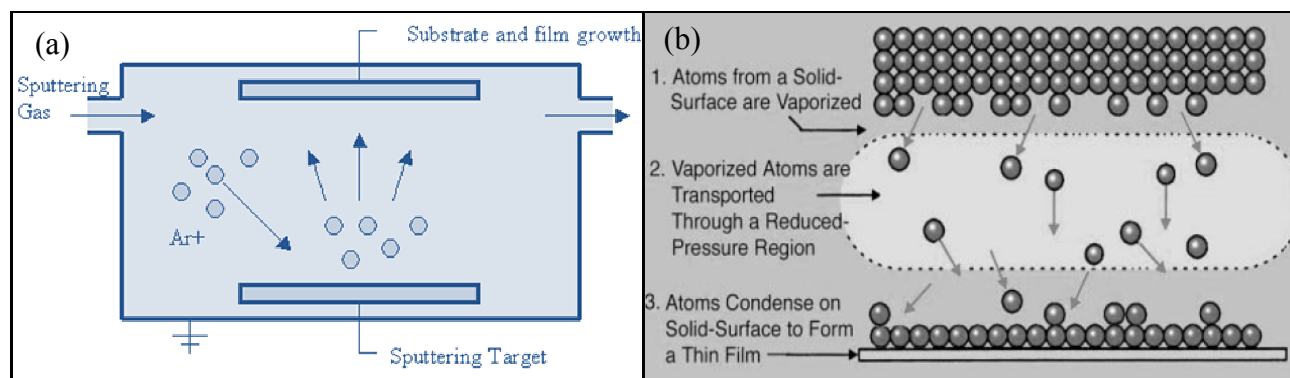 (a)
Substrate and film growth
Sputtering
Gas
Ar+
Sputtering Target
(b)
1. Atoms from a Solid-
Surface are Vaporized
2. Vaporized Atoms are
Transported
Through a Reduced-
Pressure Region
3. Atoms Condense on
Solid-Surface to Form
a Thin Film